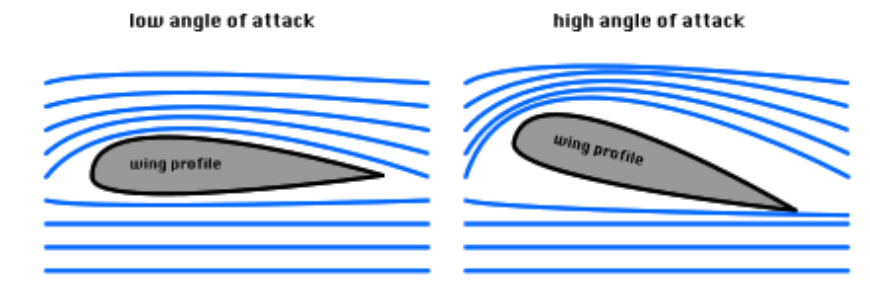 low angle of attack
high angle of attack
wing profile
wing profile